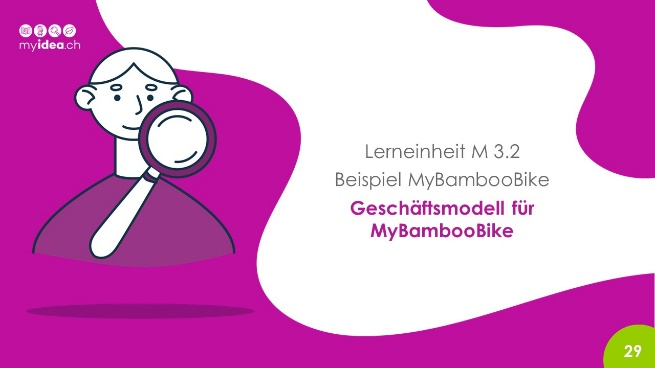 myidea.ch
Lerneinheit M 3.2
Beispiel MyBambooBike
Geschäftsmodell für
MyBambooBike
29